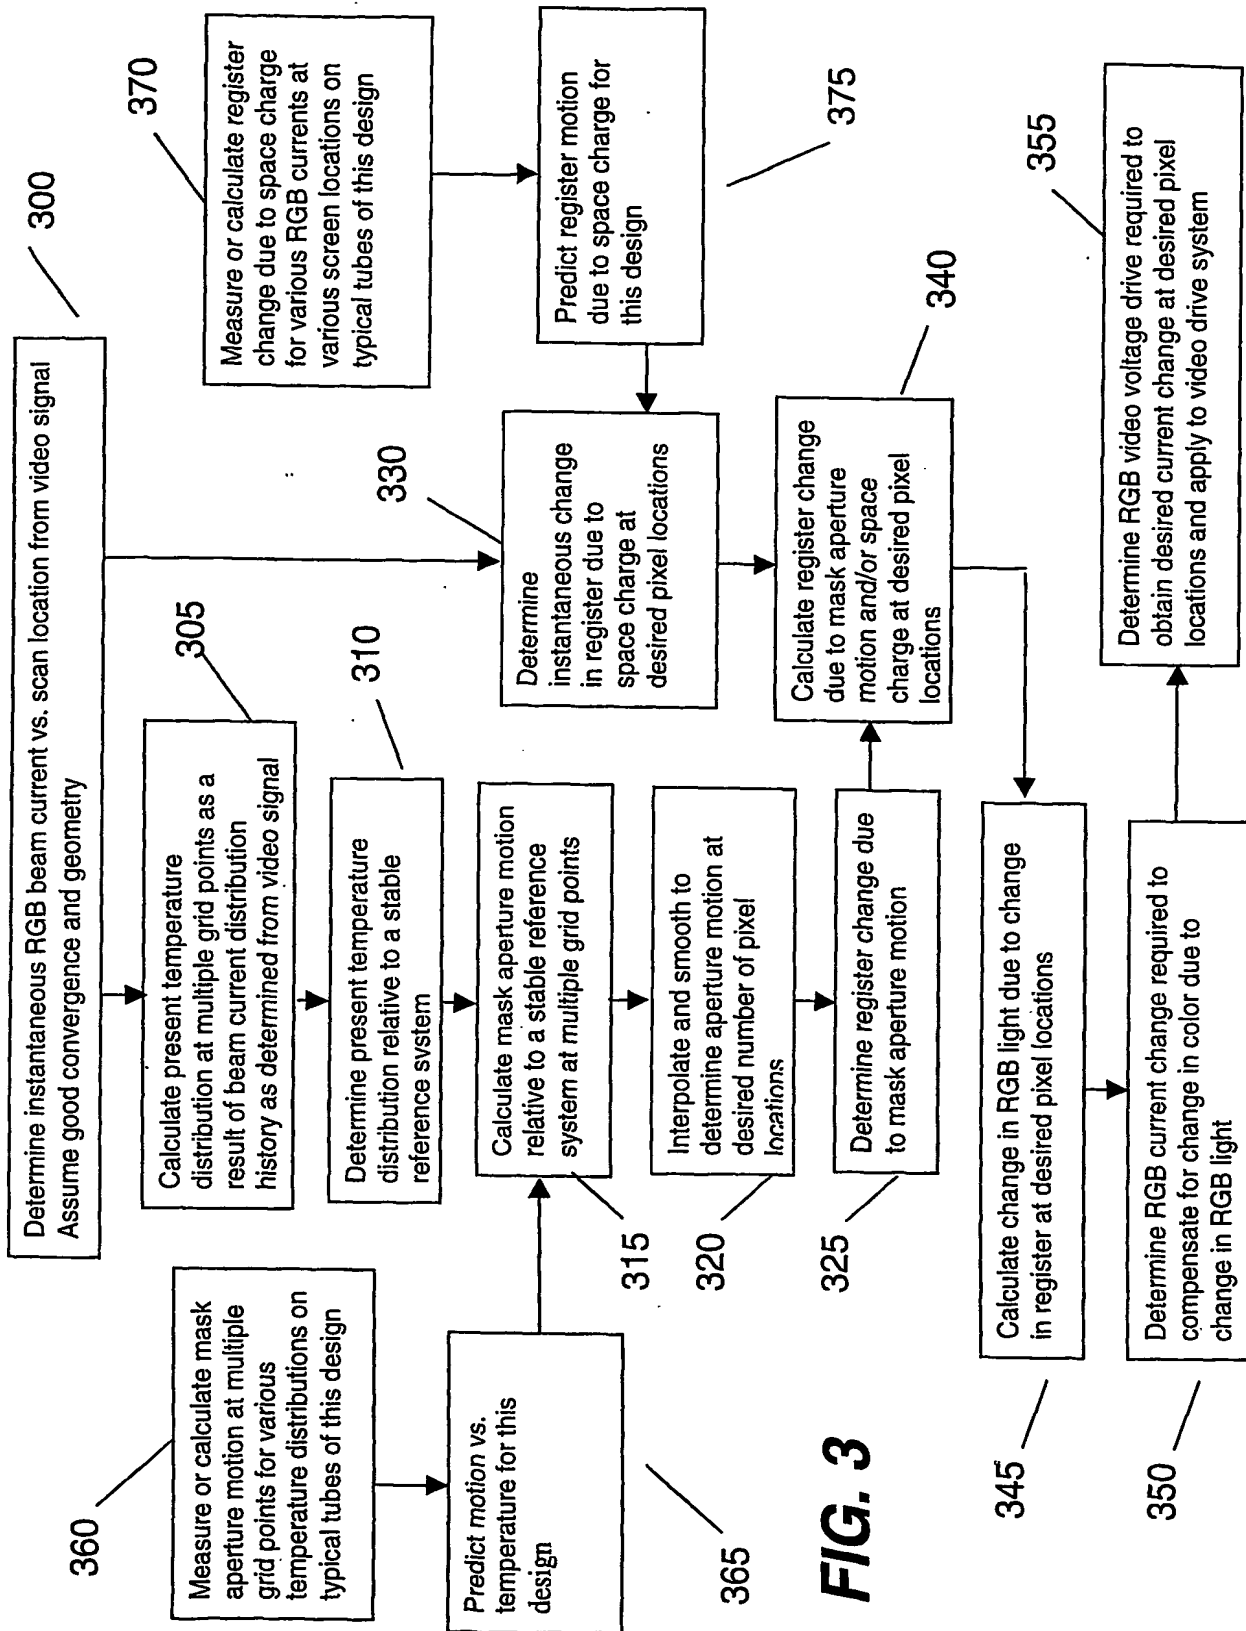 300
Determine instantaneous RGB beam current vs. scan location from video signal
Assume good convergence and geometry
305
Calculate present temperature
distribution at multiple grid points as a
result of beam current distribution
history as determined from video signal
310
Determine present temperature
distribution relative to a stable
reference system
360
Measure or calculate mask
aperture motion at multiple
grid points for various
temperature distributions on
typical tubes of this design
Predict motion vs.
temperature for this
design
365
Calculate mask aperture motion
relative to a stable reference
system at multiple grid points
315
Interpolate and smooth to
determine aperture motion at
desired number of pixel
locations
320
Determine register change due
to mask aperture motion
325
370
Measure or calculate register
change due to space charge
for various RGB currents at
various screen locations on
typical tubes of this design
Predict register motion
due to space charge for
this design
375
330
Determine
instantaneous change
in register due to
space charge at
desired pixel locations
340
Calculate register change
due to mask aperture
motion and/or space
charge at desired pixel
locations
Calculate change in RGB light due to change
in register at desired pixel locations
345
Determine RGB current change required to
compensate for change in color due to
change in RGB light
350
355
Determine RGB video voltage drive required to
obtain desired current change at desired pixel
locations and apply to video drive system
FIG. 3